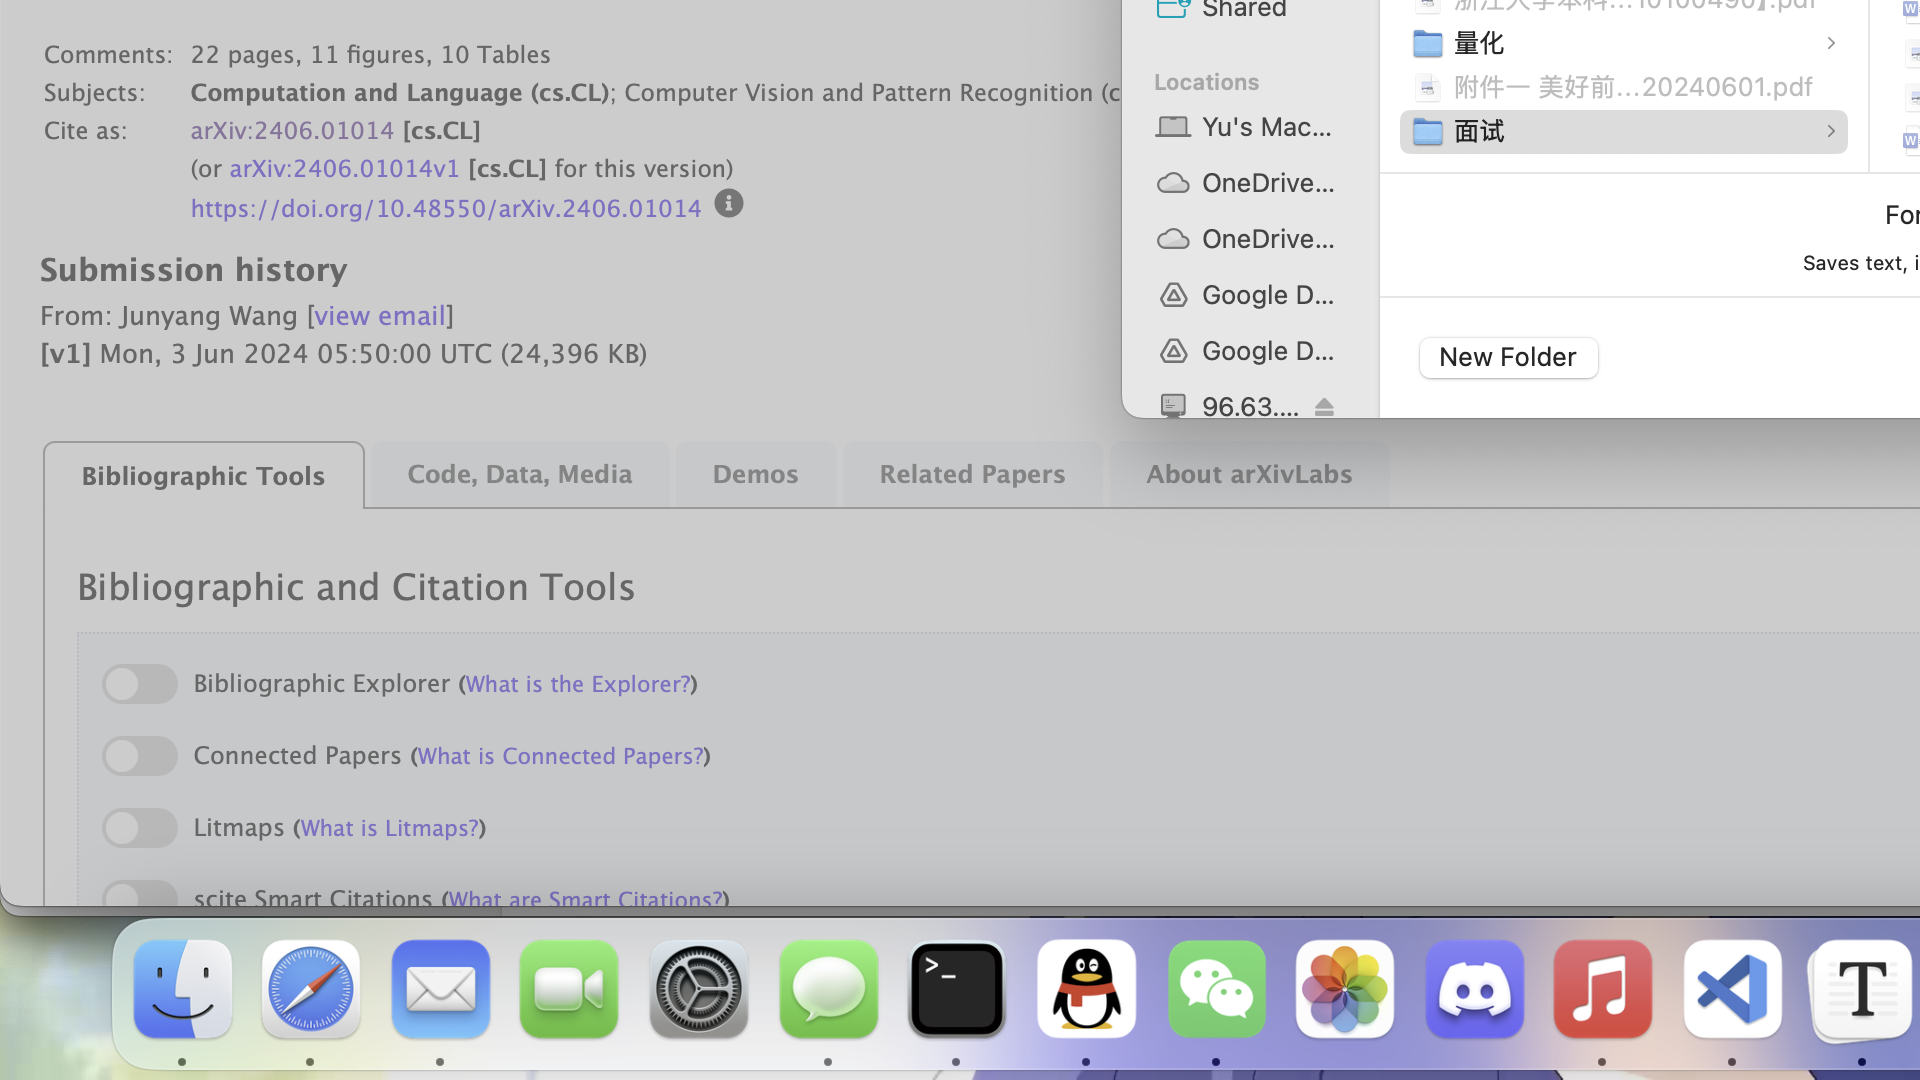 Comments: 22 pages, 11 figures, 10 Tables
Subjects: Computation and Language (cs.CL); Computer Vision and Pattern Recognition (c
Cite as: arXiv:2406.01014 [cs.CL]
(or arXiv:2406.01014v1 [cs.CL] for this version)
https://doi.org/10.48550/arXiv.2406.01014
Submission history
From: Junyang Wang [view email]
[v1] Mon, 3 Jun 2024 05:50:00 UTC (24,396 KB)
Shared
Locations
Yu's Mac...
OneDrive...
OneDrive...
Google D...
Google D...
96.63....
量化
附件一 美好前...20240601.pdf
面试
For
Saves text, i
New Folder
Bibliographic Tools
Code, Data, Media
Demos
Related Papers
About arXivLabs
Bibliographic and Citation Tools
Bibliographic Explorer (What is the Explorer?)
Connected Papers (What is Connected Papers?)
Litmaps (What is Litmaps?)
scite Smart Citations (What are Smart Citations?)